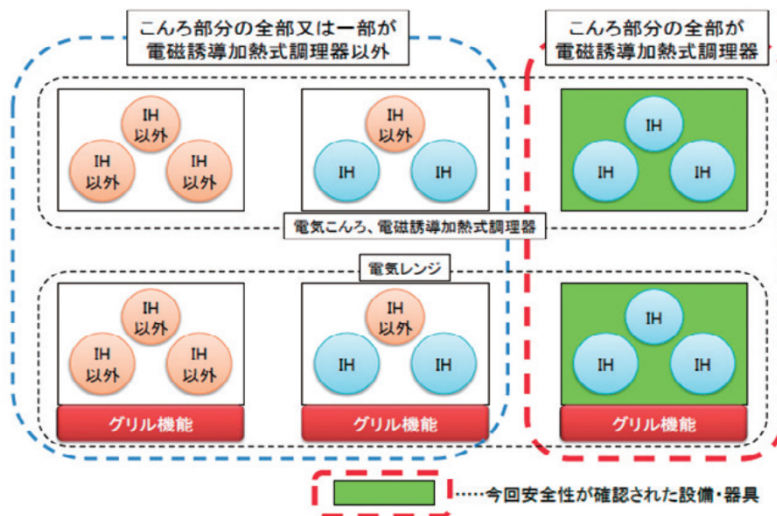 こんろ部分の全部又は一部が
電磁誘導加熱式調理器以外
こんろ部分の全部が
電磁誘導加熱式調理器
IH
以外
IH
以外
IH
以外
IH
以外
IH
IH
IH
IH
IH
電気こんろ、電磁誘導加熱式調理器
電気レンジ
IH
以外
IH
以外
IH
以外
グリル機能
IH
以外
IH
IH
グリル機能
IH
IH
IH
グリル機能
……今回安全性が確認された設備・器具